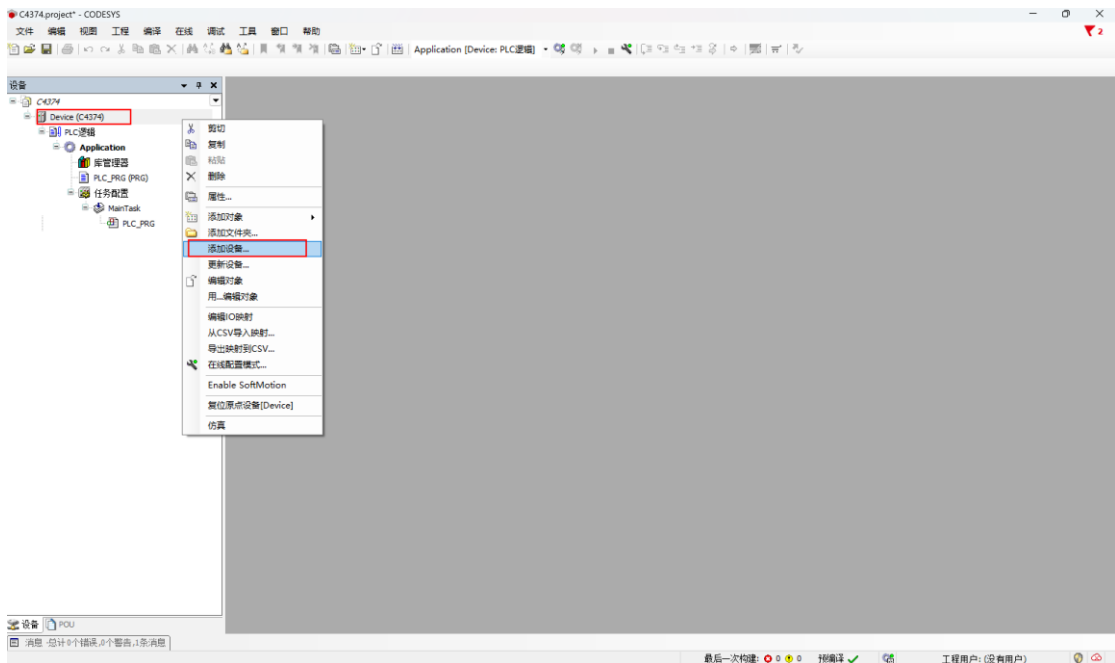 C4374.project* - CODESYS
文件 编辑 视图 工程 编译 在线 调试 工具 窗口 帮助
2
Application [Device: PLC逻辑]
设备
C4374
Device (C4374)
PLC逻辑
Application
库管理器
PLC_PRG (PRG)
任务配置
MainTask
PLC_PRG
剪切
复制
粘贴
删除
属性...
添加对象
添加文件夹...
添加设备...
更新设备...
编辑对象
用...编辑对象
编辑IO映射
从CSV导入映射...
导出映射到CSV...
在线配置模式...
Enable SoftMotion
复位原点设备[Device]
仿真
设备 POU
消息 -总计0个错误,0个警告,1条消息
最后一次构建: 0 0 预编译 工程用户: (没有用户)